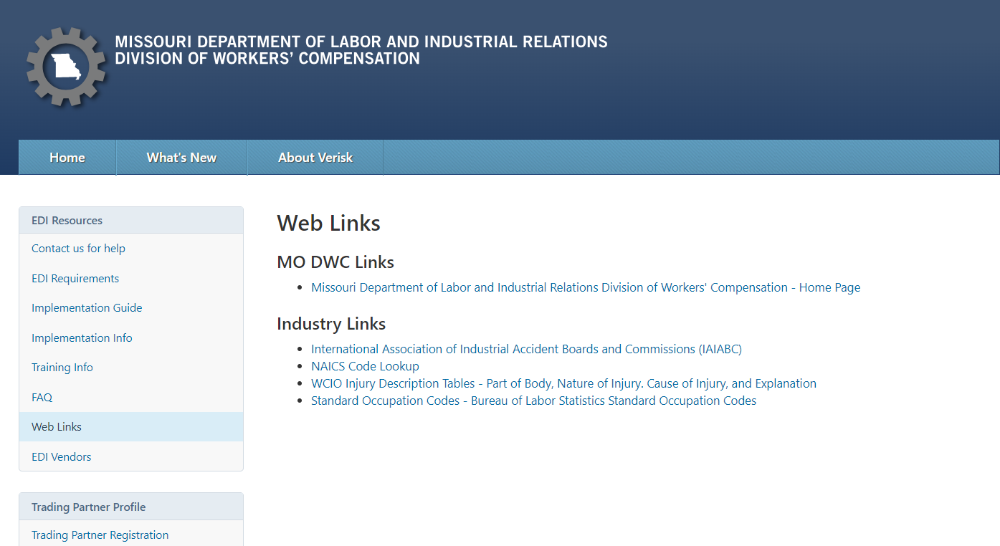 MISSOURI DEPARTMENT OF LABOR AND INDUSTRIAL RELATIONS
DIVISION OF WORKERS’ COMPENSATION
Home
What's New
About Verisk
EDI Resources
Contact us for help
EDI Requirements
Implementation Guide
Implementation Info
Training Info
FAQ
Web Links
EDI Vendors
Trading Partner Profile
Trading Partner Registration
Web Links
MO DWC Links
Missouri Department of Labor and Industrial Relations Division of Workers' Compensation - Home Page
Industry Links
International Association of Industrial Accident Boards and Commissions (IAIABC)
NAICS Code Lookup
WCIO Injury Description Tables - Part of Body, Nature of Injury. Cause of Injury, and Explanation
Standard Occupation Codes - Bureau of Labor Statistics Standard Occupation Codes